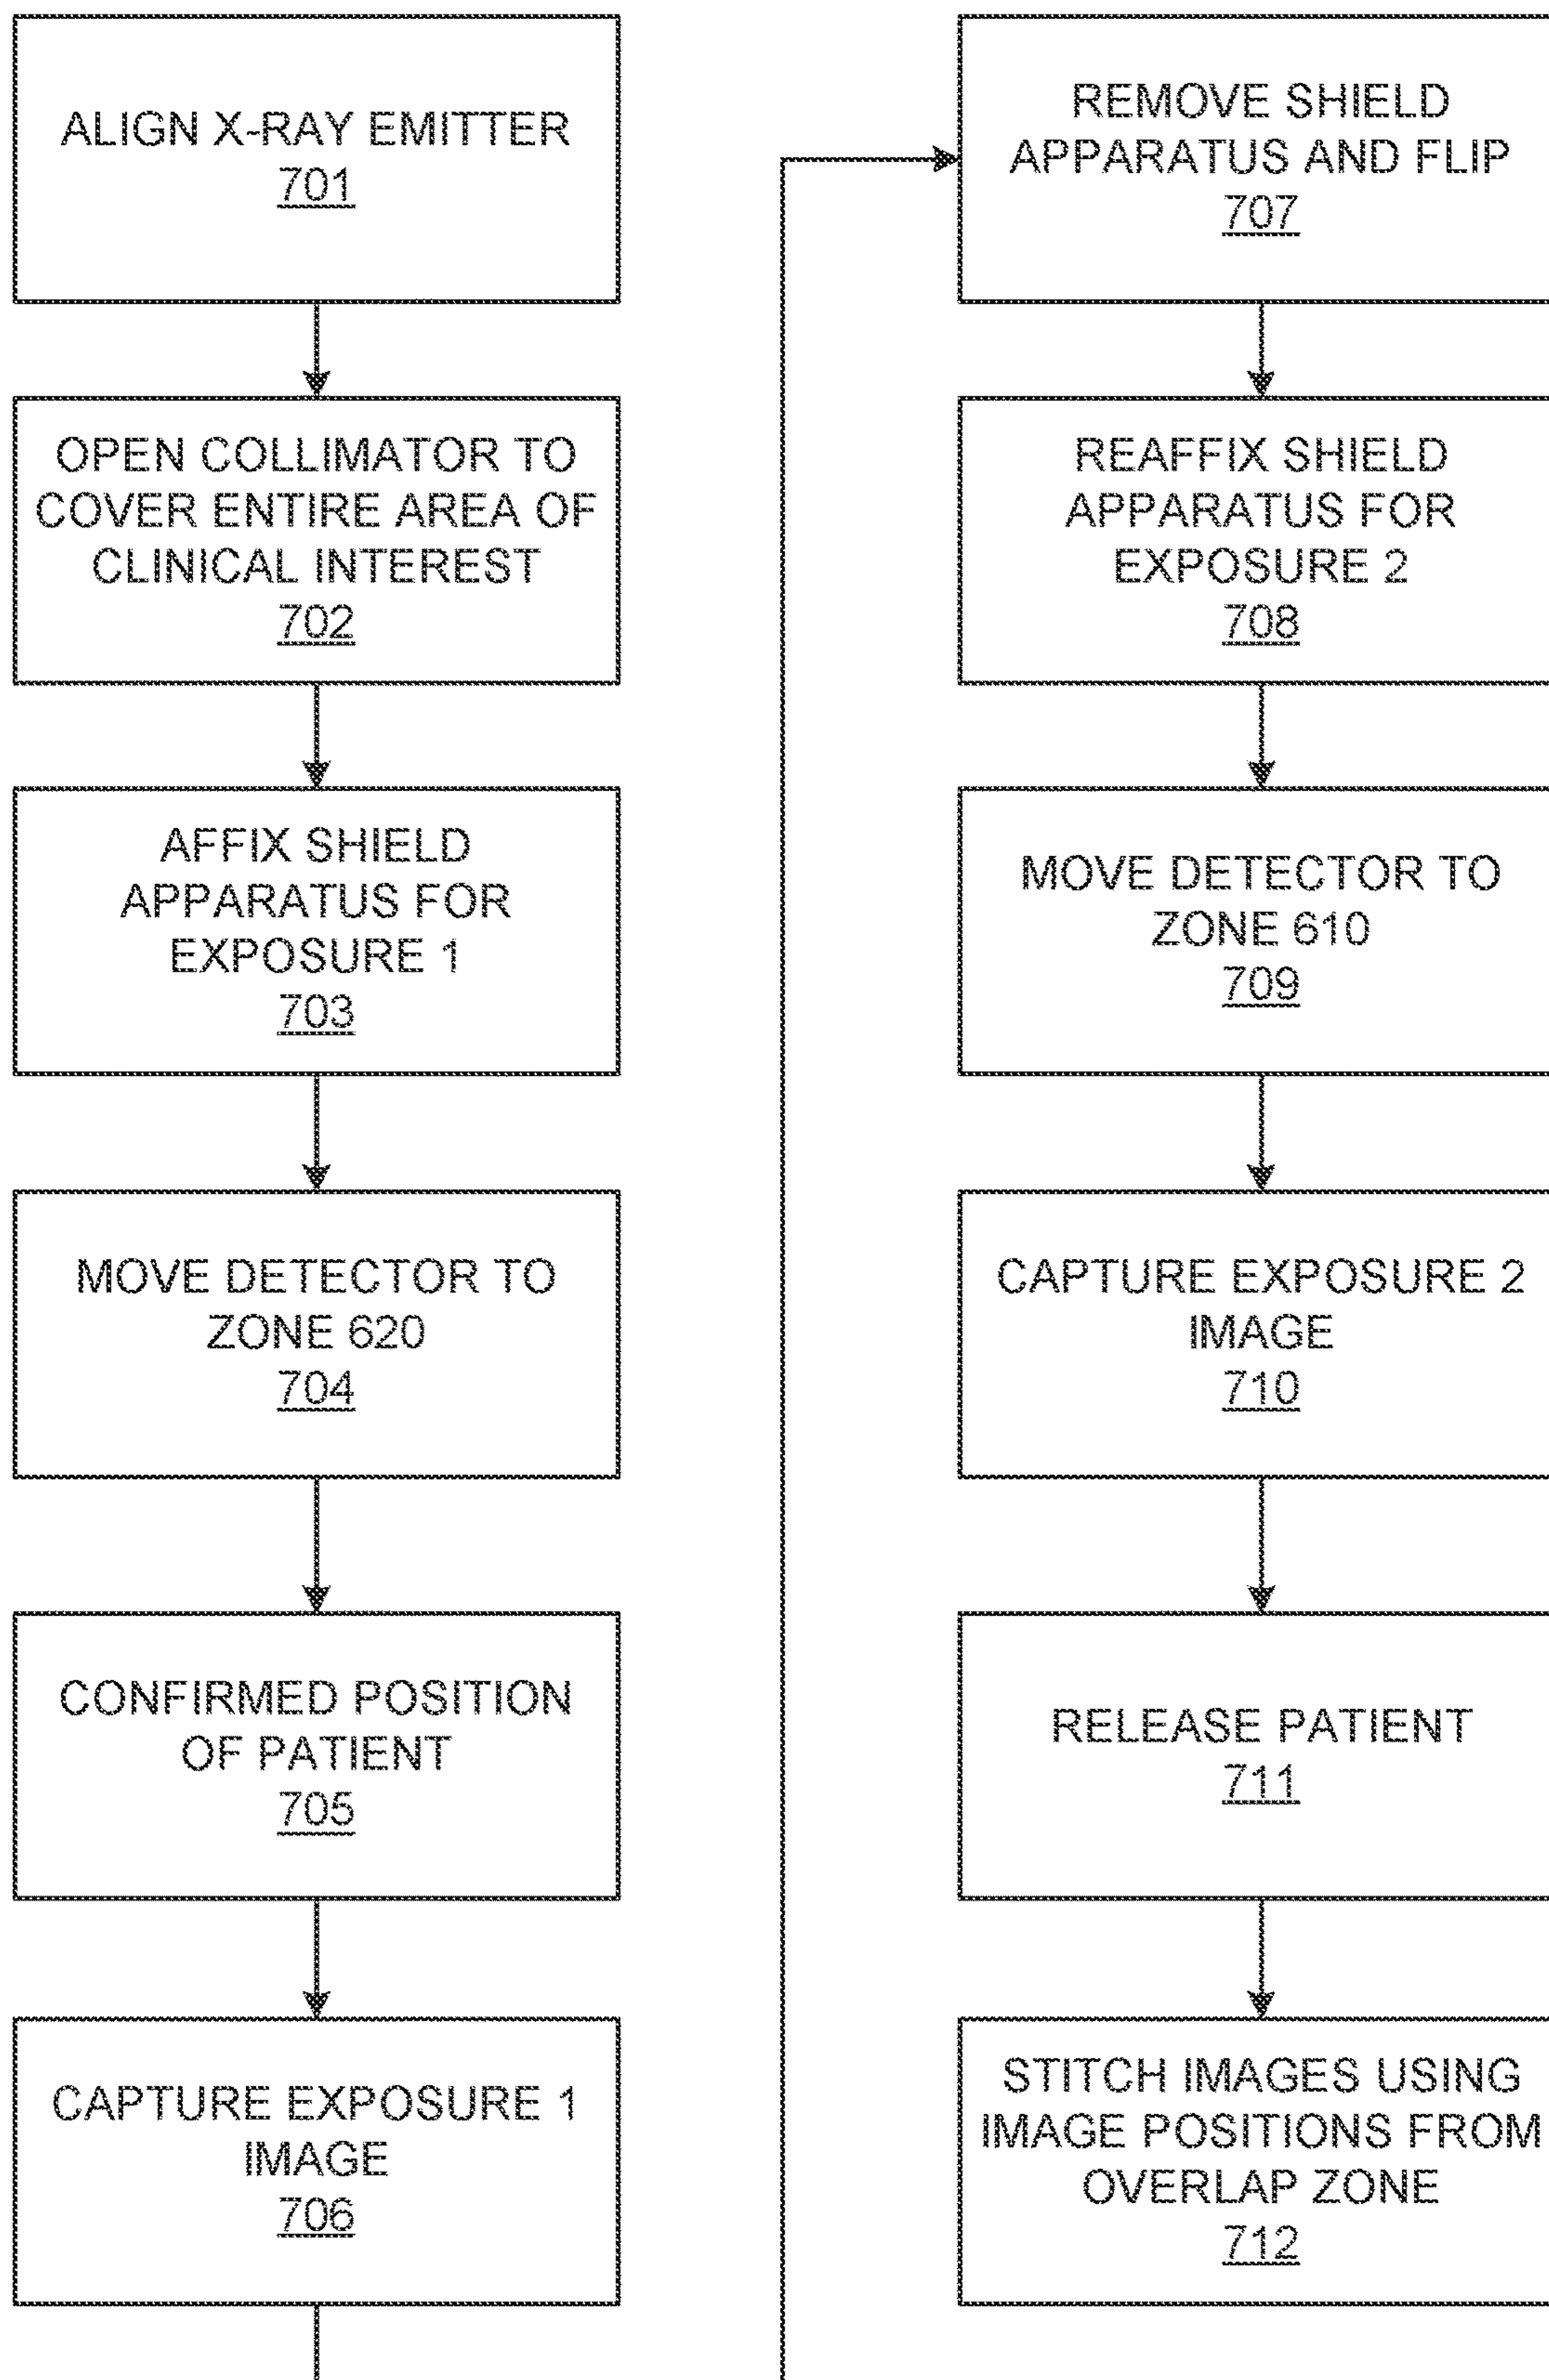 ALIGN X-RAY EMITTER
701
OPEN COLLIMATOR TO
COVER ENTIRE AREA OF
CLINICAL INTEREST
702
AFFIX SHIELD
APPARATUS FOR
EXPOSURE 1
703
MOVE DETECTOR TO
ZONE 620
704
CONFIRMED POSITION
OF PATIENT
705
CAPTURE EXPOSURE 1
IMAGE
706
REMOVE SHIELD
APPARATUS AND FLIP
707
REAFFIX SHIELD
APPARATUS FOR
EXPOSURE 2
708
MOVE DETECTOR TO
ZONE 610
709
CAPTURE EXPOSURE 2
IMAGE
710
RELEASE PATIENT
711
STITCH IMAGES USING
IMAGE POSITIONS FROM
OVERLAP ZONE
712